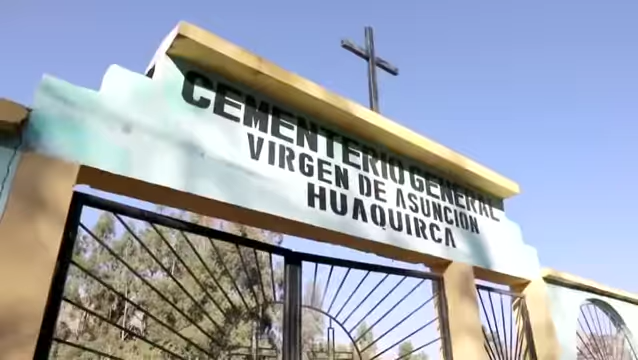 CEMENTERIO GENERAL
VIRGEN DE ASUNCION
HUAQUIRCA